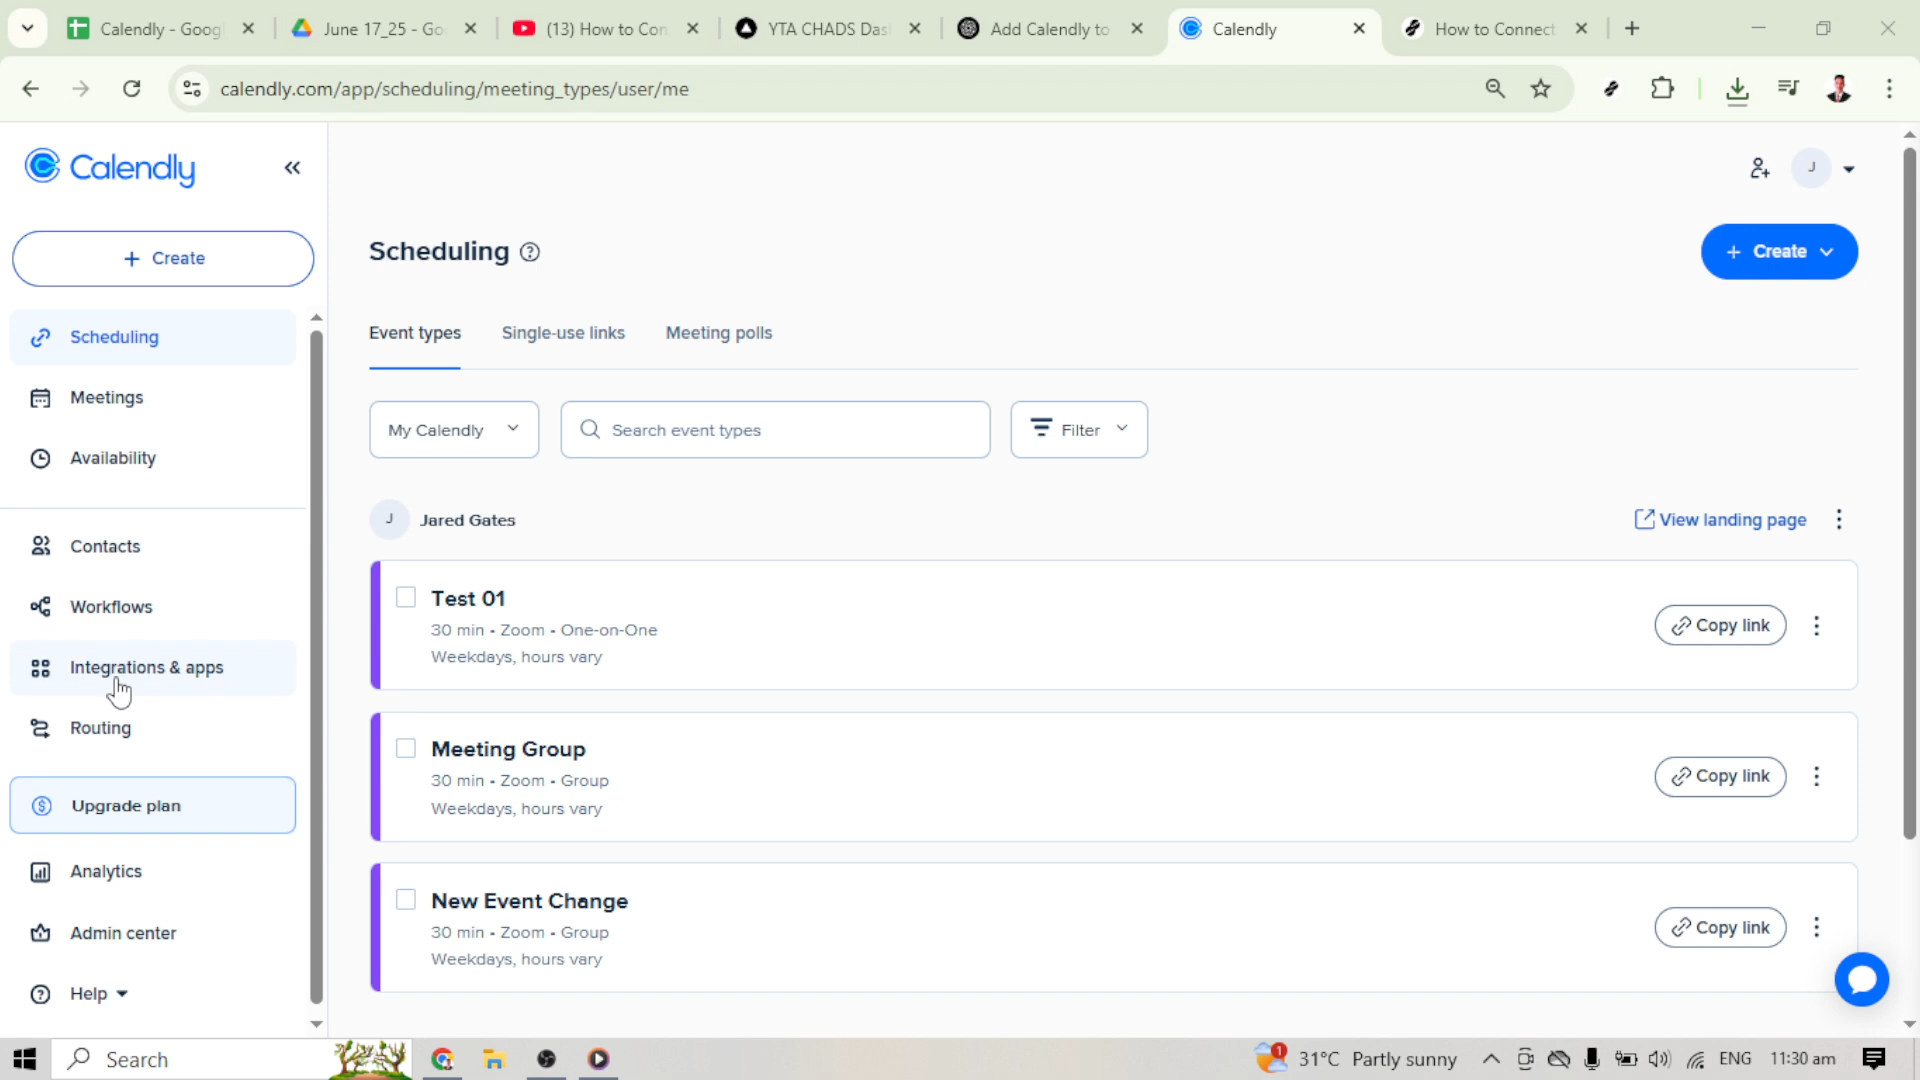 Calendly - Goog
June 17_25 - Go
(13) How to Con
YTA CHADS Das
Add Calendly to
Calendly
How to Connect
calendly.com/app/scheduling/meeting_types/user/me
Calendly
+ Create
Scheduling
Meetings
Availability
Contacts
Workflows
Integrations & apps
Routing
Upgrade plan
Analytics
Admin center
Help
J
Scheduling
+ Create
Event types
Single-use links
Meeting polls
My Calendly
Search event types
Filter
J
Jared Gates
View landing page
Test 01
30 min • Zoom • One-on-One
Weekdays, hours vary
Copy link
Meeting Group
30 min • Zoom • Group
Weekdays, hours vary
Copy link
New Event Change
30 min • Zoom • Group
Weekdays, hours vary
Copy link
Search
1
31°C Partly sunny
ENG
11:30 am